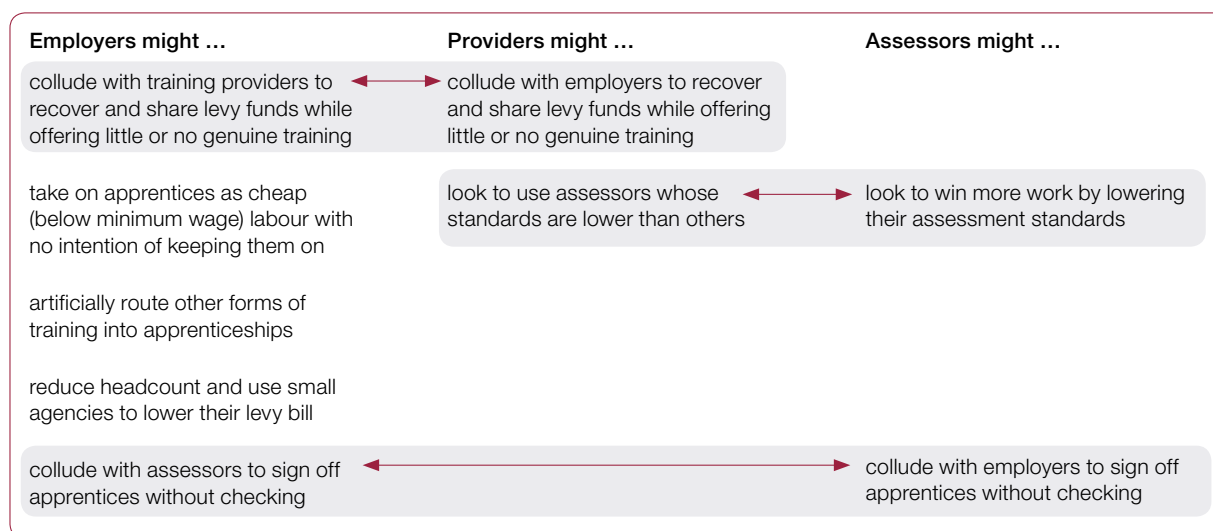 Employers might …
Providers might …
Assessors might …
collude with training providers to
recover and share levy funds while
offering little or no genuine training
collude with employers to recover
and share levy funds while offering
little or no genuine training
take on apprentices as cheap
(below minimum wage) labour with
no intention of keeping them on
look to use assessors whose
standards are lower than others
look to win more work by lowering
their assessment standards
artificially route other forms of
training into apprenticeships
reduce headcount and use small
agencies to lower their levy bill
collude with assessors to sign off
apprentices without checking
collude with employers to sign off
apprentices without checking